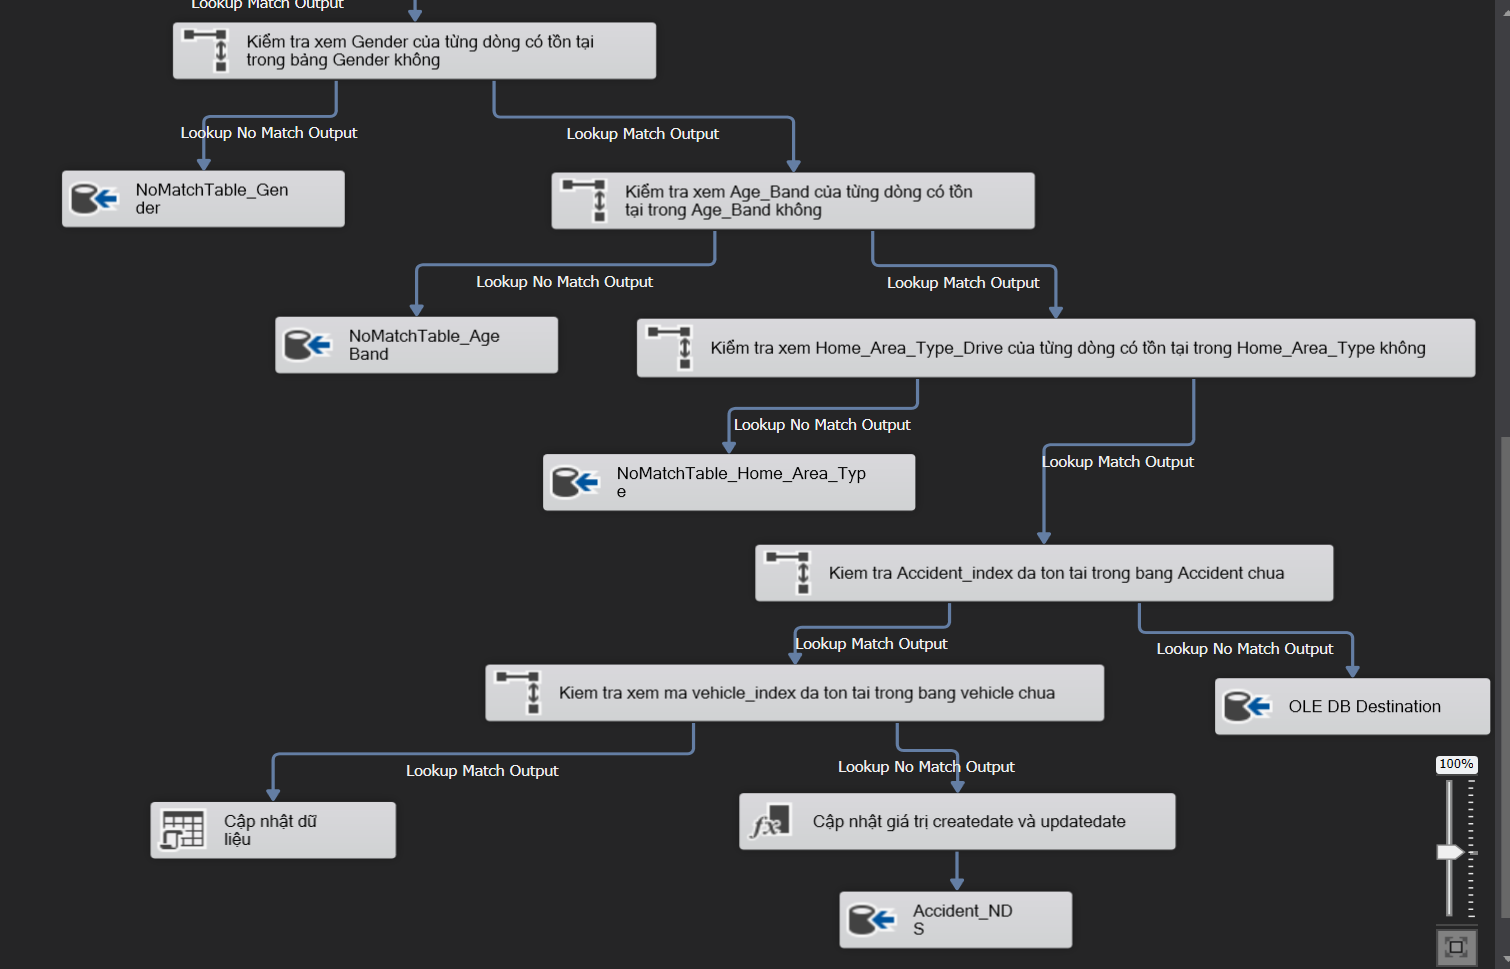 Lookup Match Output
Kiểm tra xem Gender của từng dòng có tồn tại
trong bảng Gender không
Lookup No Match Output
Lookup Match Output
NoMatchTable_Gen
der
Kiểm tra xem Age_Band của từng dòng có tồn
tại trong Age_Band không
Lookup No Match Output
Lookup Match Output
NoMatchTable_Age
Band
Kiểm tra xem Home_Area_Type_Drive của từng dòng có tồn tại trong Home_Area_Type không
Lookup No Match Output
Lookup Match Output
NoMatchTable_Home_Area_Typ
e
Kiem tra Accident_index da ton tai trong bang Accident chua
Lookup Match Output
Lookup No Match Output
Kiem tra xem ma vehicle_index da ton tai trong bang vehicle chua
OLE DB Destination
Lookup Match Output
Lookup No Match Output
100%
Cập nhật dữ
liệu
Cập nhật giá trị createdate và updatedate
Accident_ND
S